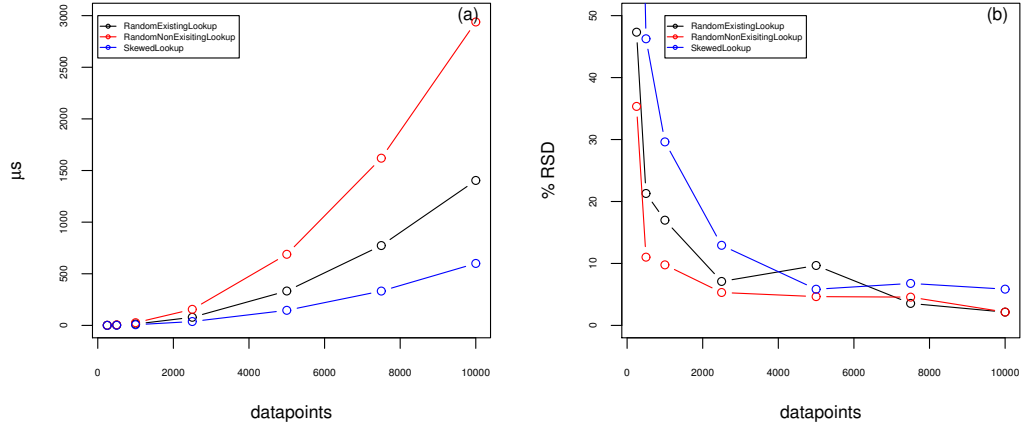 (a)
RandomExistingLookup
RandomNonExisitingLookup
SkewedLookup
3000
2500
2000
1500
1000
500
0
µs
0 2000 4000 6000 8000 10000
datapoints
(b)
RandomExistingLookup
RandomNonExisitingLookup
SkewedLookup
50
40
30
20
10
0
% RSD
0 2000 4000 6000 8000 10000
datapoints